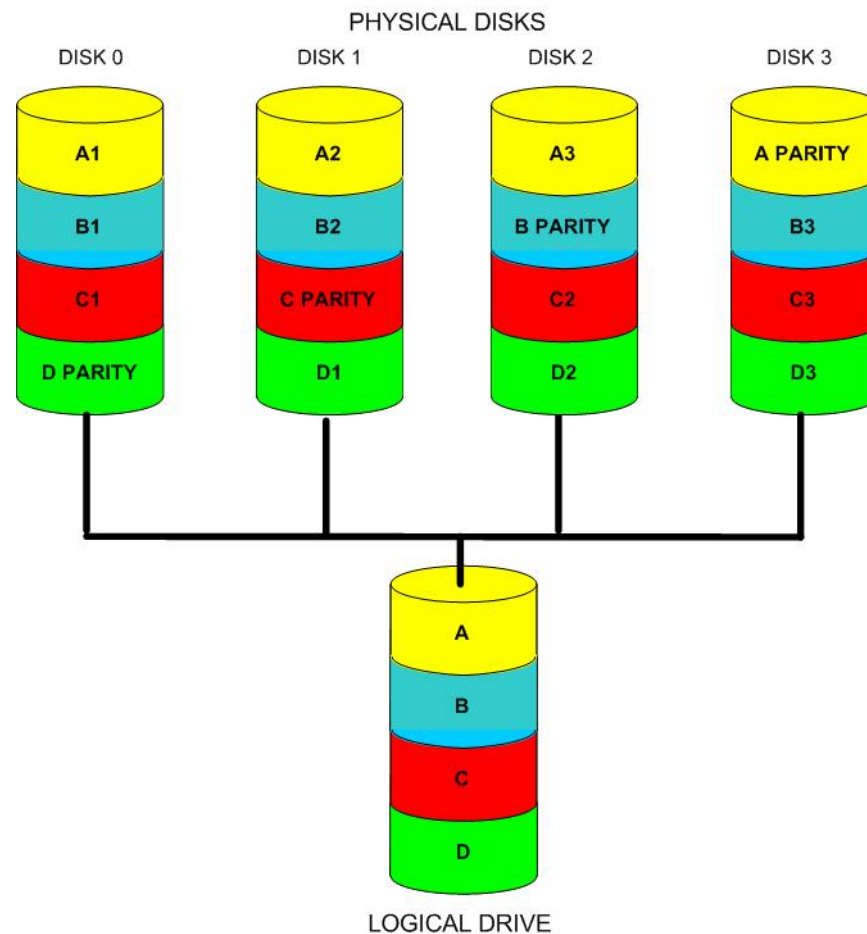 PHYSICAL DISKS
DISK 0 DISK 1 DISK 2 DISK 3
A1 A2 A3 A PARITY
B1 B2 B PARITY B3
C1 C PARITY C2 C3
D PARITY D1 D2 D3
A
B
C
D
LOGICAL DRIVE